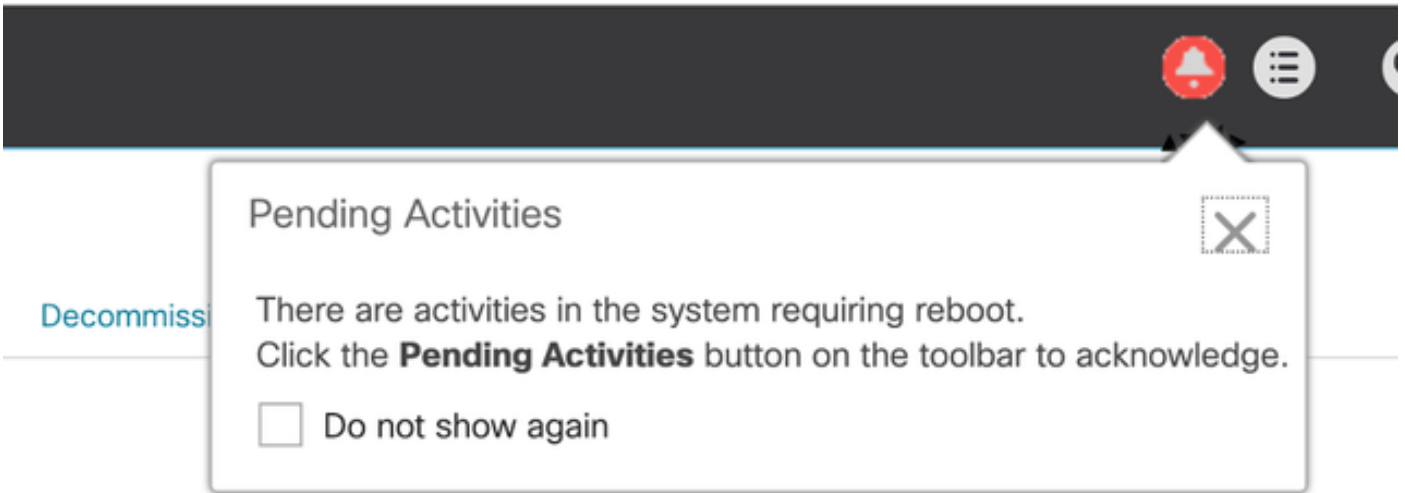 Pending Activities
Decommissi
There are activities in the system requiring reboot.
Click the Pending Activities button on the toolbar to acknowledge.
Do not show again